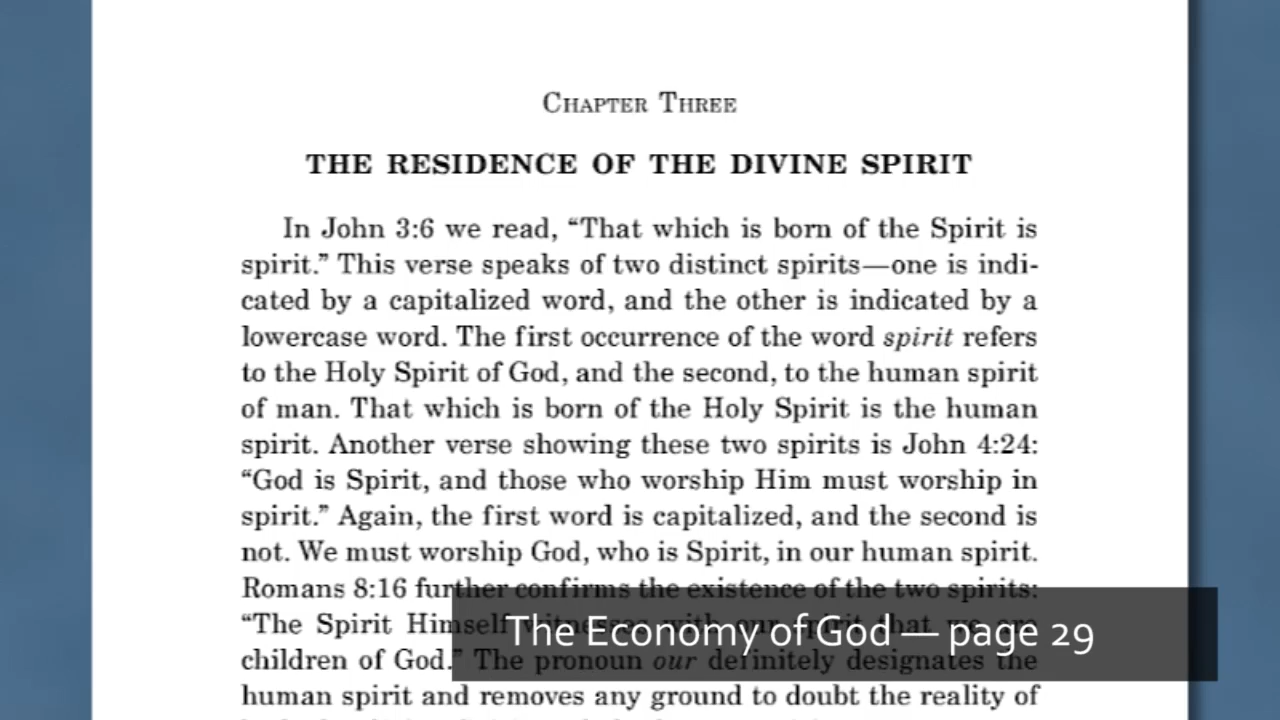 CHAPTER THREE
THE RESIDENCE OF THE DIVINE SPIRIT
In John 3:6 we read, “That which is born of the Spirit is
spirit.” This verse speaks of two distinct spirits—one is indi-
cated by a capitalized word, and the other is indicated by a
lowercase word. The first occurrence of the word spirit refers
to the Holy Spirit of God, and the second, to the human spirit
of man. That which is born of the Holy Spirit is the human
spirit. Another verse showing these two spirits is John 4:24:
“God is Spirit, and those who worship Him must worship in
spirit.” Again, the first word is capitalized, and the second is
not. We must worship God, who is Spirit, in our human spirit.
Romans 8:16 further confirms the existence of the two spirits:
“The Spirit Himself witnesses with our spirit that we are
children of God.” The pronoun our definitely designates the
human spirit and removes any ground to doubt the reality of
The Economy of God — page 29